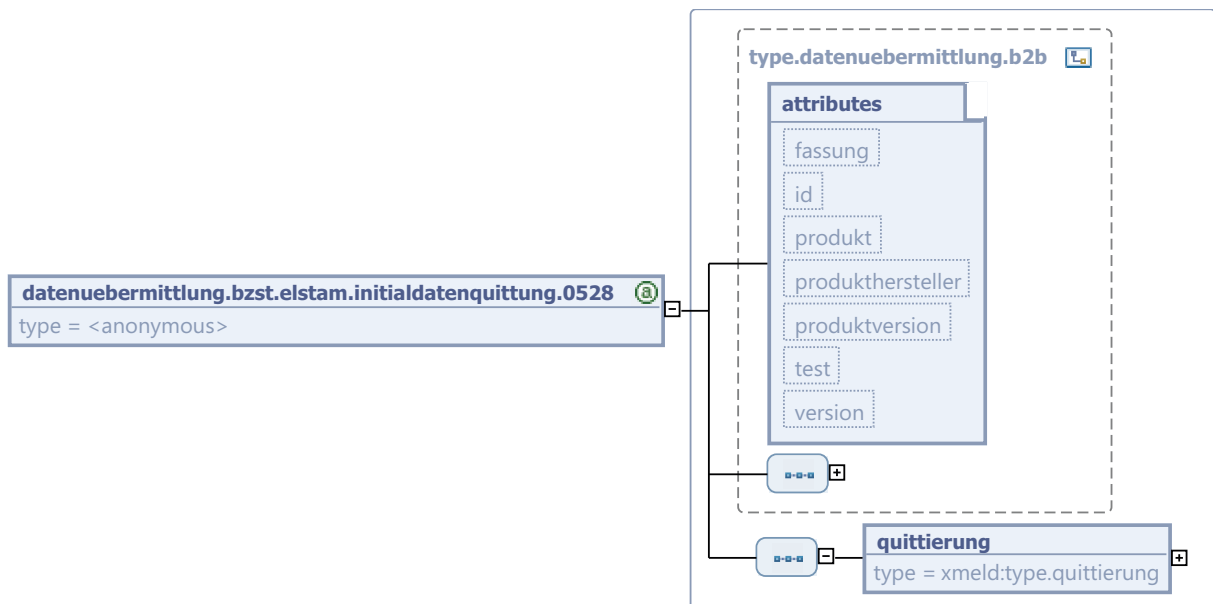 type.datenuebermittlung.b2b
attributes
fassung
id
produkt
produkthersteller
produktversion
test
version
datenuebermittlung.bzst.elstam.initialdatenquittung.0528
type = <anonymous>
quittierung
type = xmeld:type.quittierung